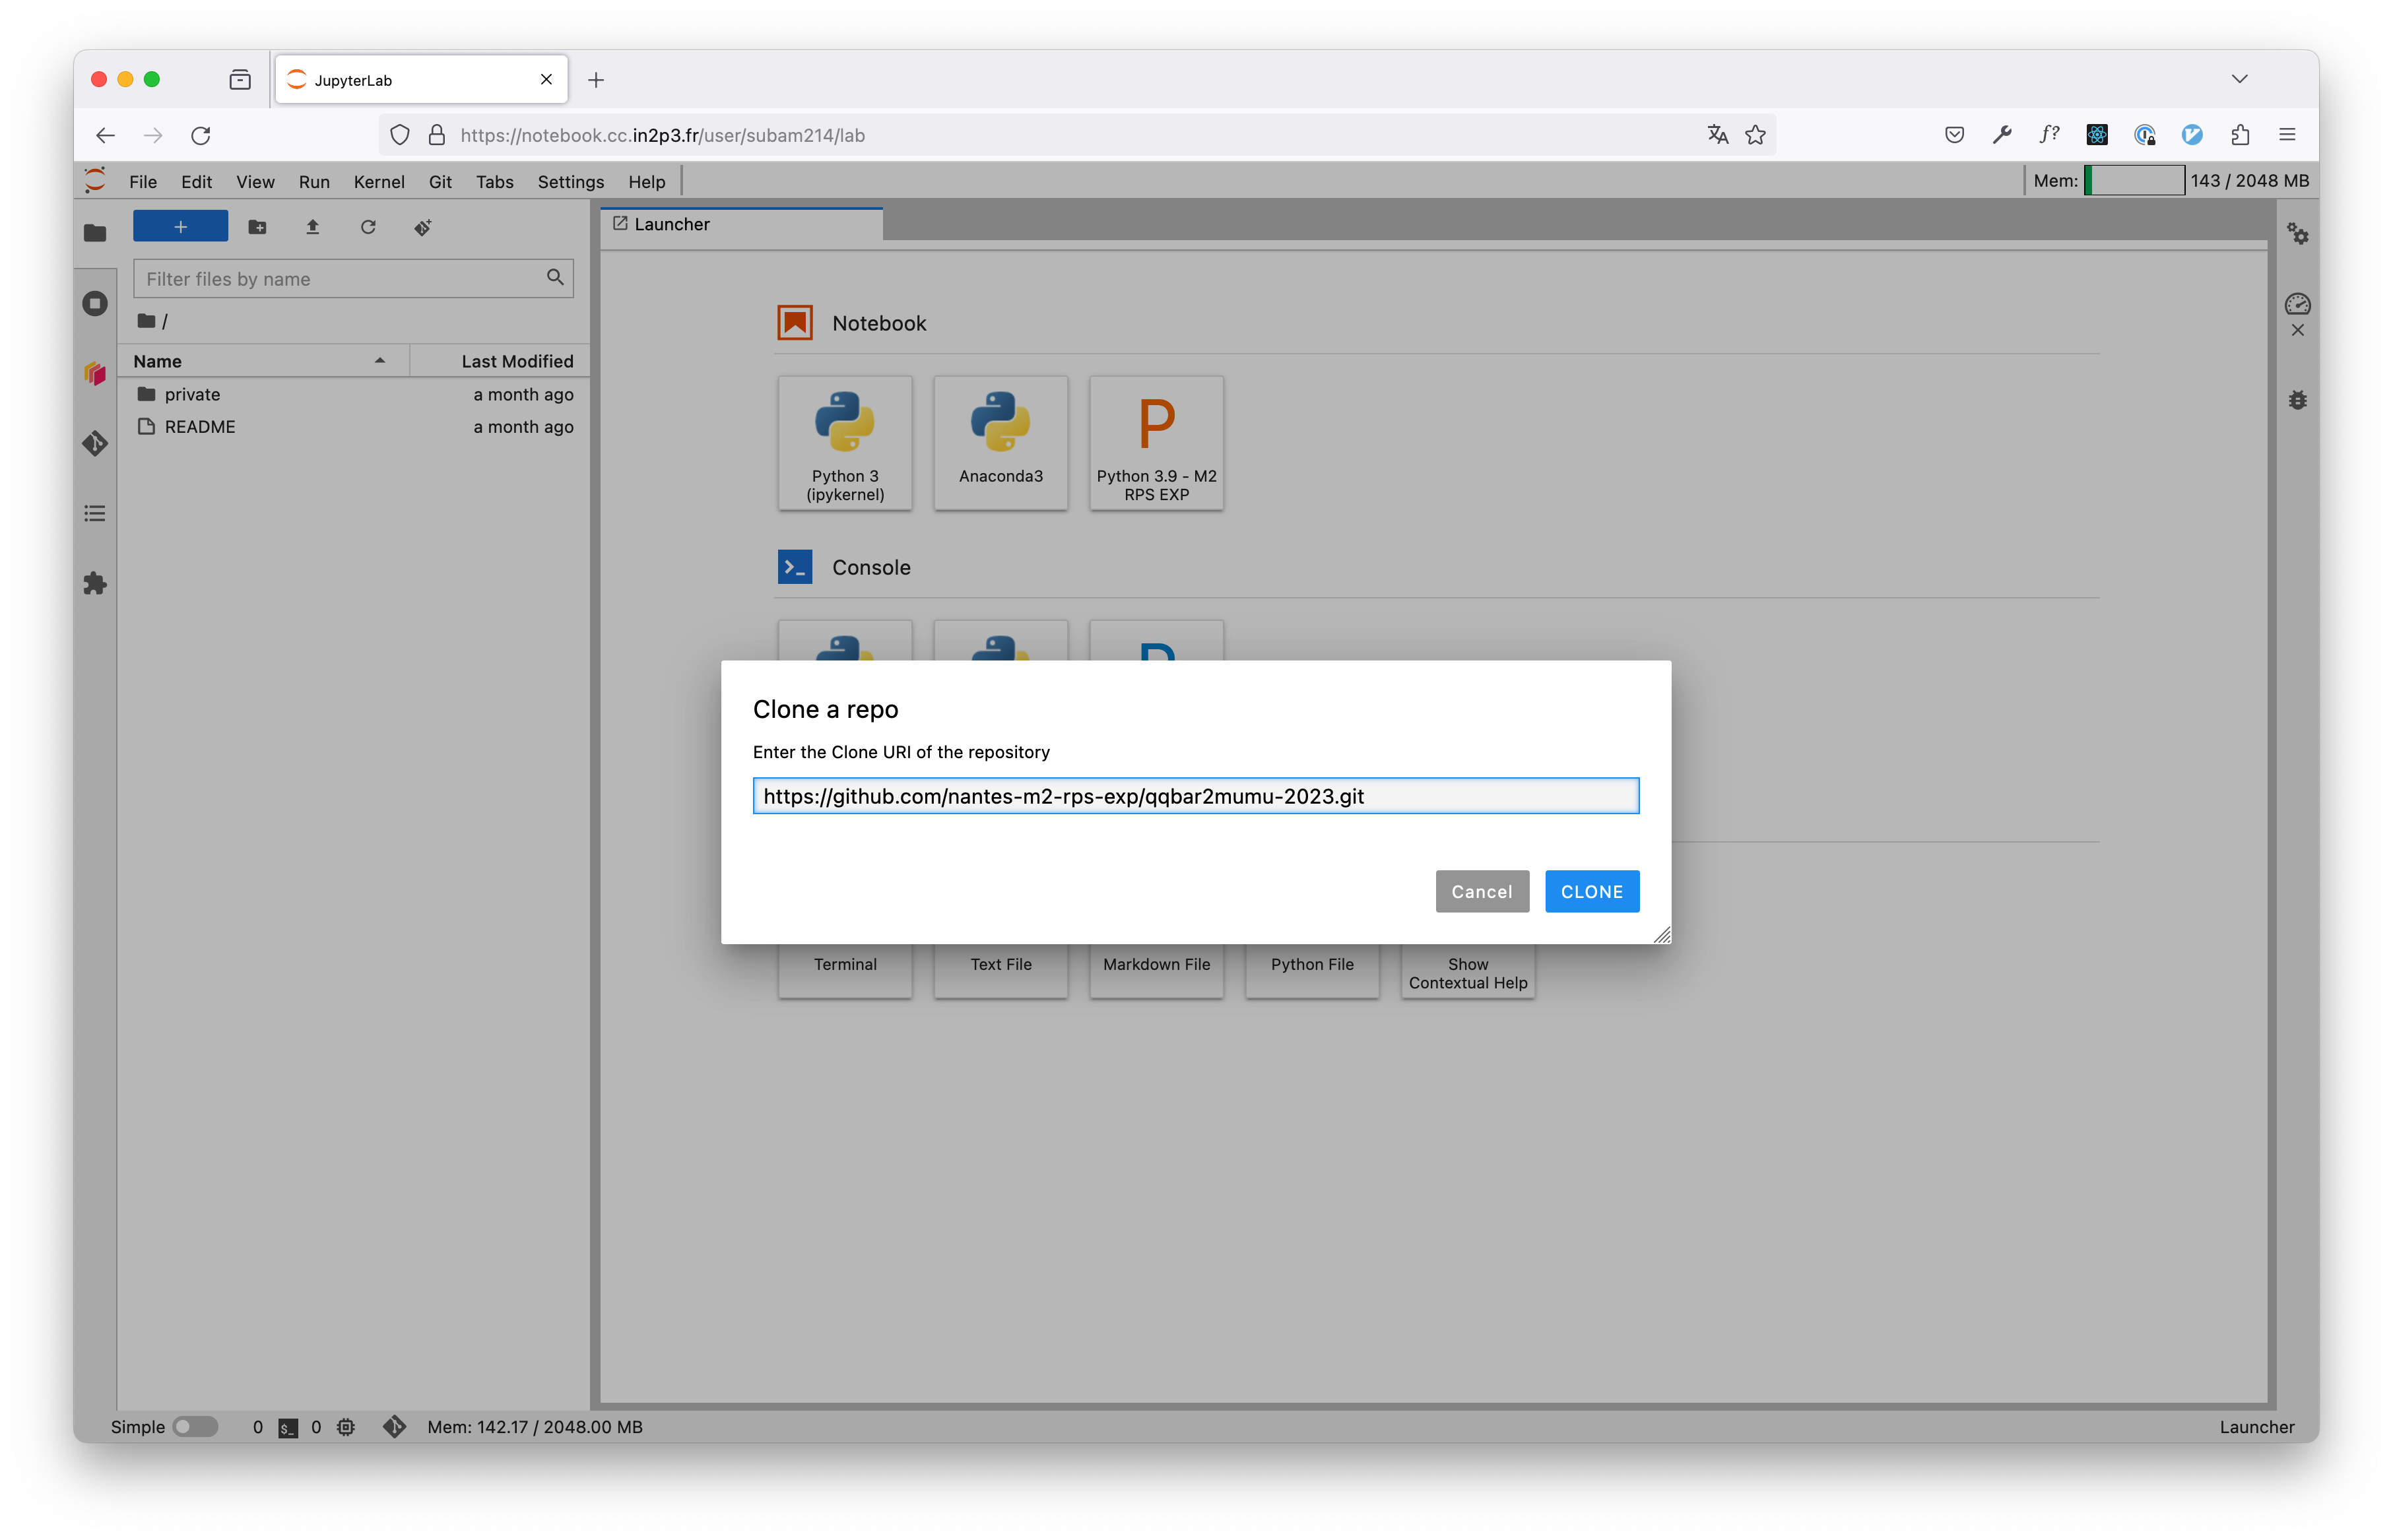 JupyterLab
https://notebook.cc.in2p3.fr/user/subam214/lab
File Edit View Run Kernel Git Tabs Settings Help
Mem: 143 / 2048 MB
Launcher
Filter files by name
/
Name Last Modified
private a month ago
README a month ago
Notebook
Python 3
(ipykernel)
Anaconda3
P
Python 3.9 - M2
RPS EXP
Console
Clone a repo
Enter the Clone URI of the repository
https://github.com/nantes-m2-rps-exp/qqbar2mumu-2023.git
Cancel CLONE
Terminal
Text File
Markdown File
Python File
Show
Contextual Help
Simple 0 $_ 0 Mem: 142.17 / 2048.00 MB
Launcher